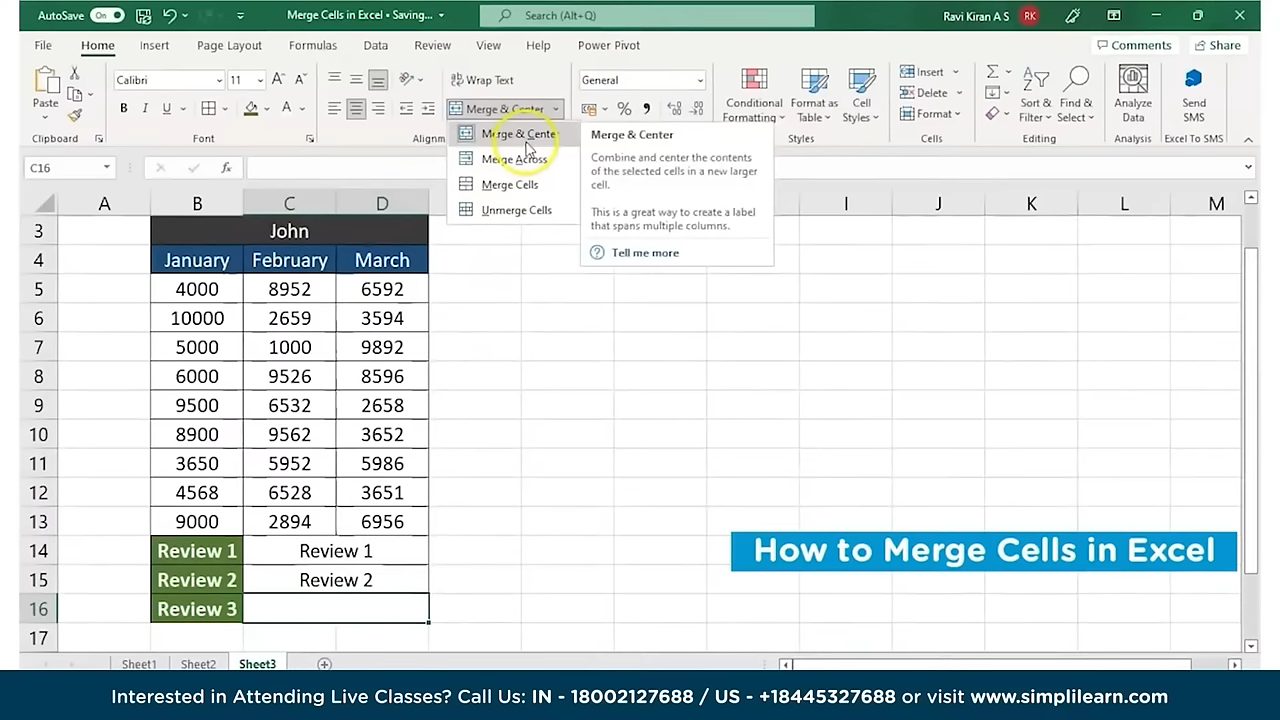 AutoSave On Merge Cells in Excel • Saving... Search (Alt+Q) Ravi Kiran A S RK
File Home Insert Page Layout Formulas Data Review View Help Power Pivot Comments Share
Paste Calibri 11 A A Wrap Text General Conditional Formatting Format as Table Cell Styles Insert Delete Format Sort & Filter Find & Select Analyze Data Send SMS
B I U A Merge & Center % ,
Clipboard Font Alignm Styles Editing Analysis Excel To SMS
Merge & Center
Merge Across
Merge Cells
Unmerge Cells
Merge & Center
Combine and center the contents
of the selected cells in a new larger
cell.
This is a great way to create a label
that spans multiple columns.
? Tell me more
C16 fx
A B C D I J K L M
3 John
4 January February March
5 4000 8952 6592
6 10000 2659 3594
7 5000 1000 9892
8 6000 9526 8596
9 9500 6532 2658
10 8900 9562 3652
11 3650 5952 5986
12 4568 6528 3651
13 9000 2894 6956
14 Review 1 Review 1
15 Review 2 Review 2
16 Review 3
17
How to Merge Cells in Excel
Sheet1 Sheet2 Sheet3
Interested in Attending Live Classes? Call Us: IN - 18002127688 / US - +18445327688 or visit www.simplilearn.com